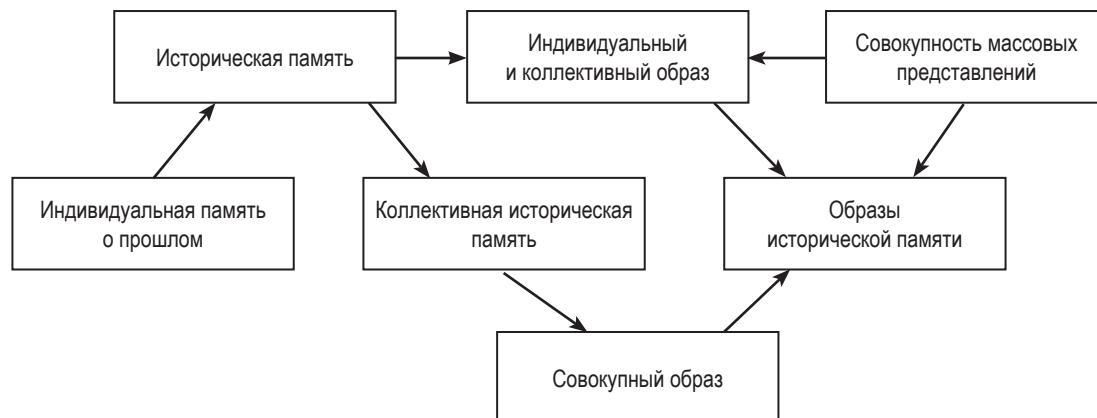 Историческая память
Индивидуальный
и коллективный образ
Совокупность массовых
представлений
Индивидуальная память
о прошлом
Коллективная историческая
память
Образы
исторической памяти
Совокупный образ